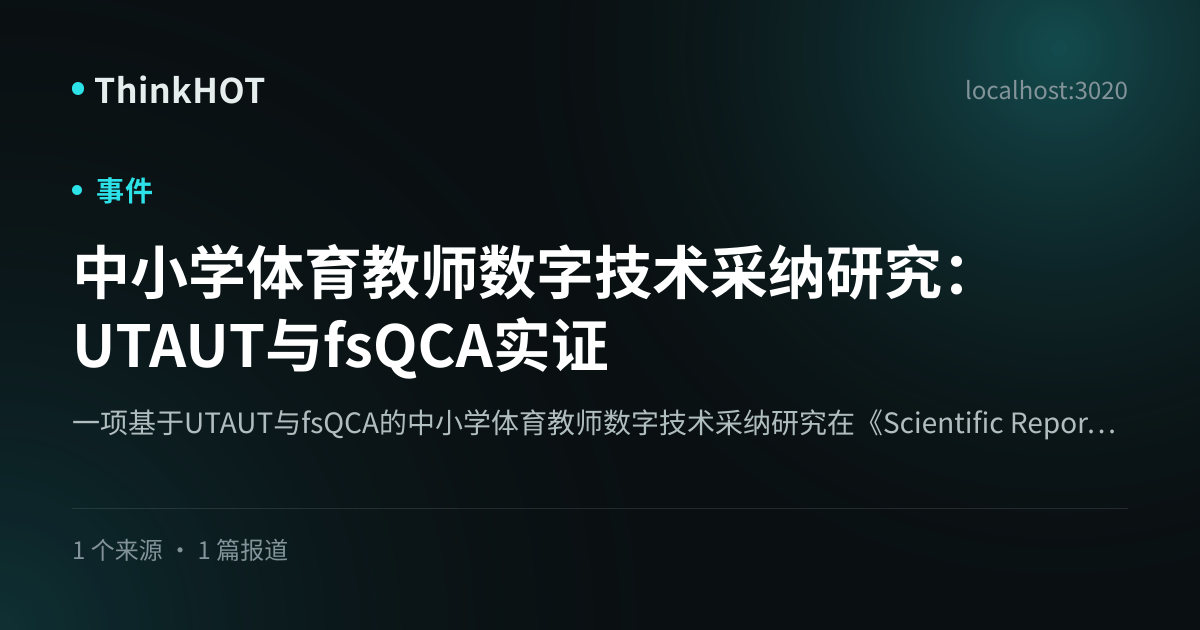 ThinkHOT
localhost:3020
事件
中小学体育教师数字技术采纳研究：
UTAUT与fsQCA实证
一项基于UTAUT与fsQCA的中小学体育教师数字技术采纳研究在《Scientific Repor…
1 个来源 · 1 篇报道